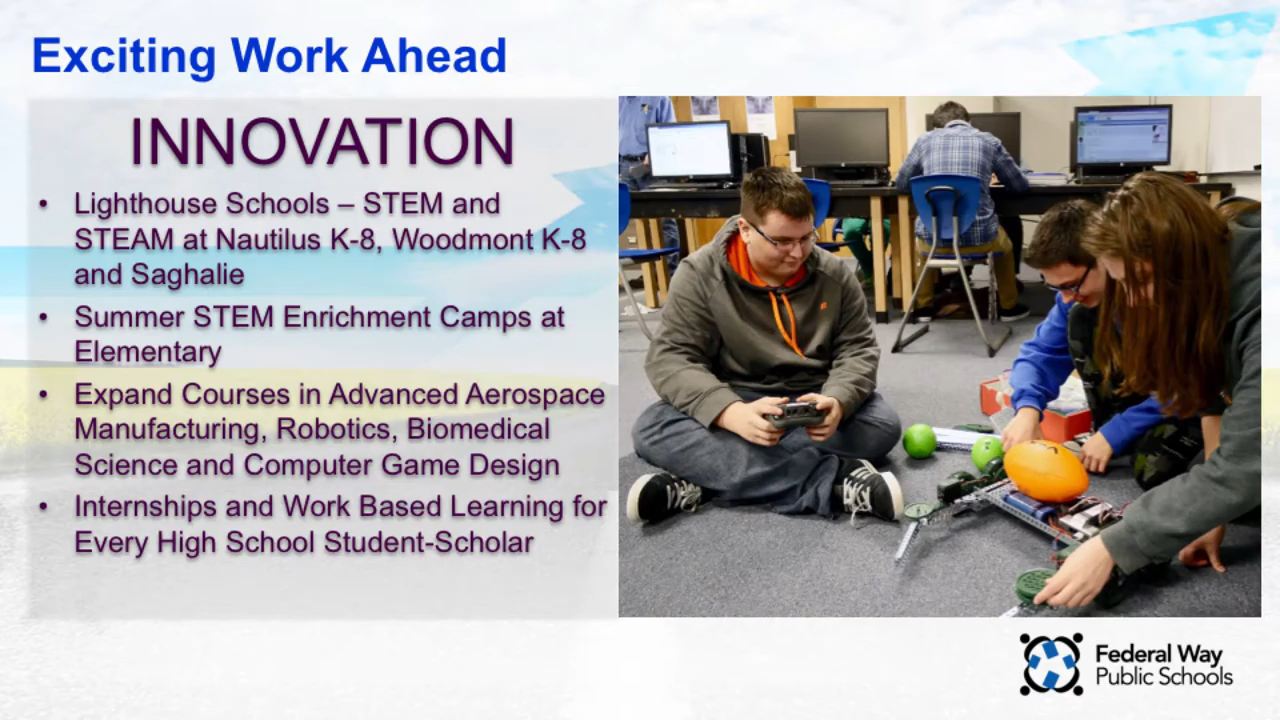 Exciting Work Ahead
INNOVATION
• Lighthouse Schools – STEM and
STEAM at Nautilus K-8, Woodmont K-8
and Saghalie
• Summer STEM Enrichment Camps at
Elementary
• Expand Courses in Advanced Aerospace
Manufacturing, Robotics, Biomedical
Science and Computer Game Design
• Internships and Work Based Learning for
Every High School Student-Scholar
Federal Way
Public Schools